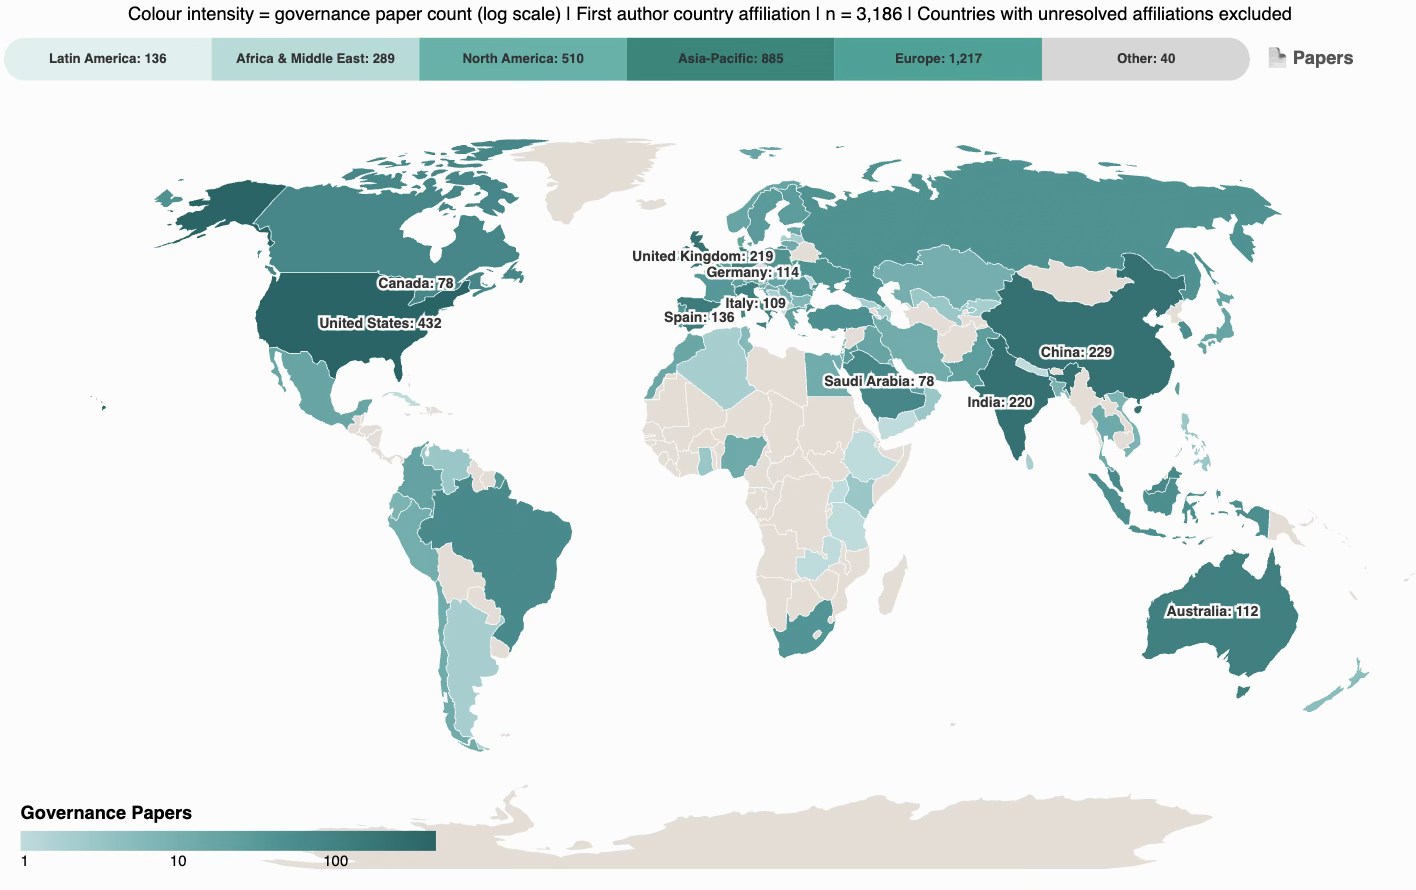 Colour intensity = governance paper count (log scale) | First author country affiliation | n = 3,186 | Countries with unresolved affiliations excluded
Latin America: 136
Africa & Middle East: 289
North America: 510
Asia-Pacific: 885
Europe: 1,217
Other: 40
Papers
United Kingdom: 219
Germany: 114
Canada: 78
Italy: 109
Spain: 136
United States: 432
China: 229
Saudi Arabia: 78
India: 220
Australia: 112
Governance Papers
1 10 100